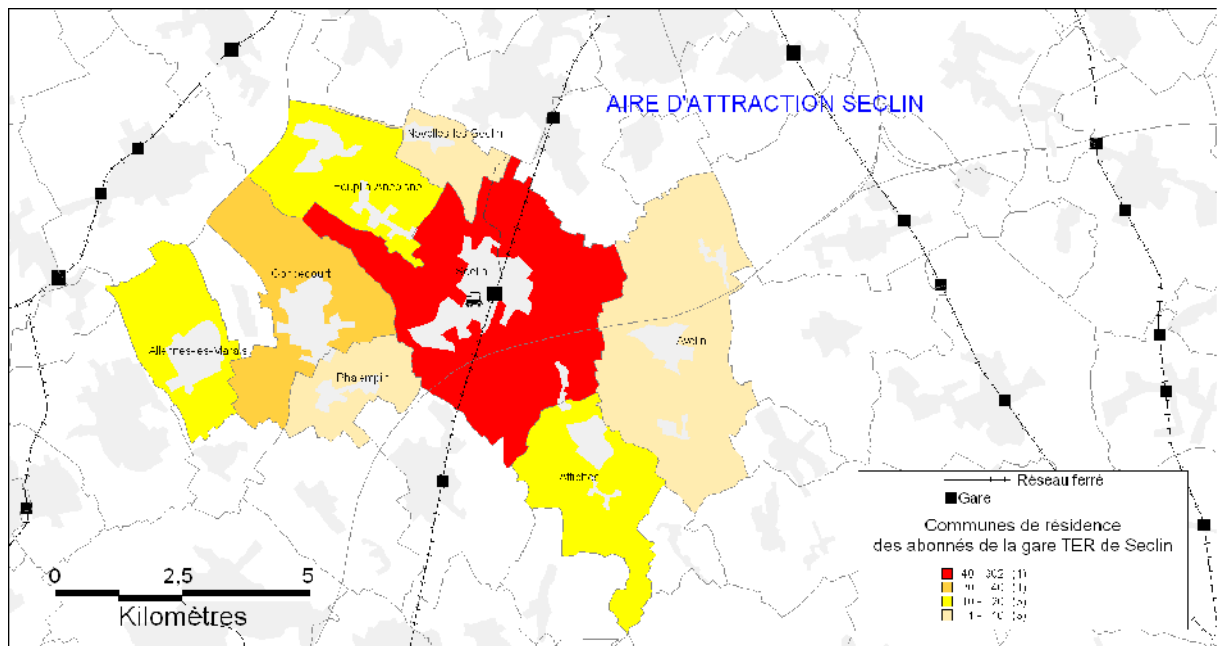 AIRE D'ATTRACTION SECLIN
Noyelles-les-Seclin
Houplin-Ancoisne
Seclin
Gondecourt
Avelin
Allennes-les-Marais
Phalempin
Attiches
Réseau ferré
Gare
Communes de résidence
des abonnés de la gare TER de Seclin
0 2,5 5
Kilomètres